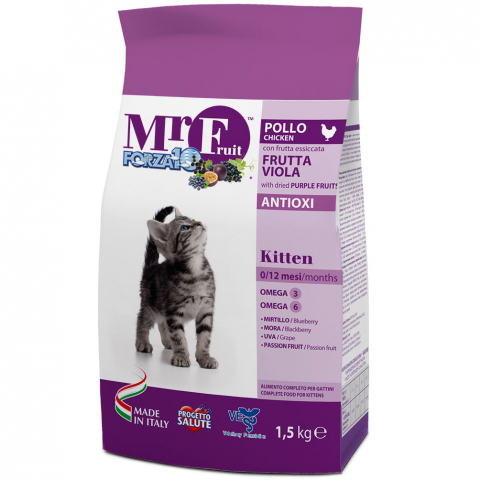 Mr Fruit™
FORZA10
POLLO
CHICKEN
con frutta essiccata
FRUTTA
VIOLA
with dried PURPLE FRUITS
ANTIOXI
Kitten
0/12 mesi/months
OMEGA 3
OMEGA 6
• MIRTILLO / Blueberry
• MORA / Blackberry
• UVA / Grape
• PASSION FRUIT / Passion fruit
ALIMENTO COMPLETO PER GATTINI
COMPLETE FOOD FOR KITTENS
MADE
IN ITALY
PROGETTO
SALUTE
VE
1,5 kg e